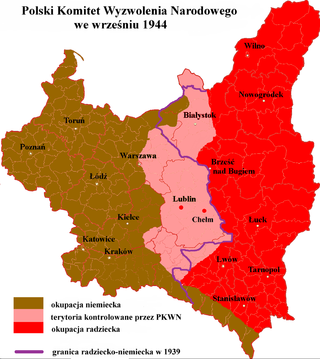 Polski Komitet Wyzwolenia Narodowego
we wrześniu 1944
Wilno
Nowogródek
Białystok
Toruń
Poznań
Warszawa
Brześć
nad Bugiem
Łódź
Lublin
Chełm
Kielce
Łuck
Katowice
Kraków
Lwów
Tarnopol
Stanisławów
okupacja niemiecka
terytoria kontrolowane przez PKWN
okupacja radziecka
granica radziecko-niemiecka w 1939